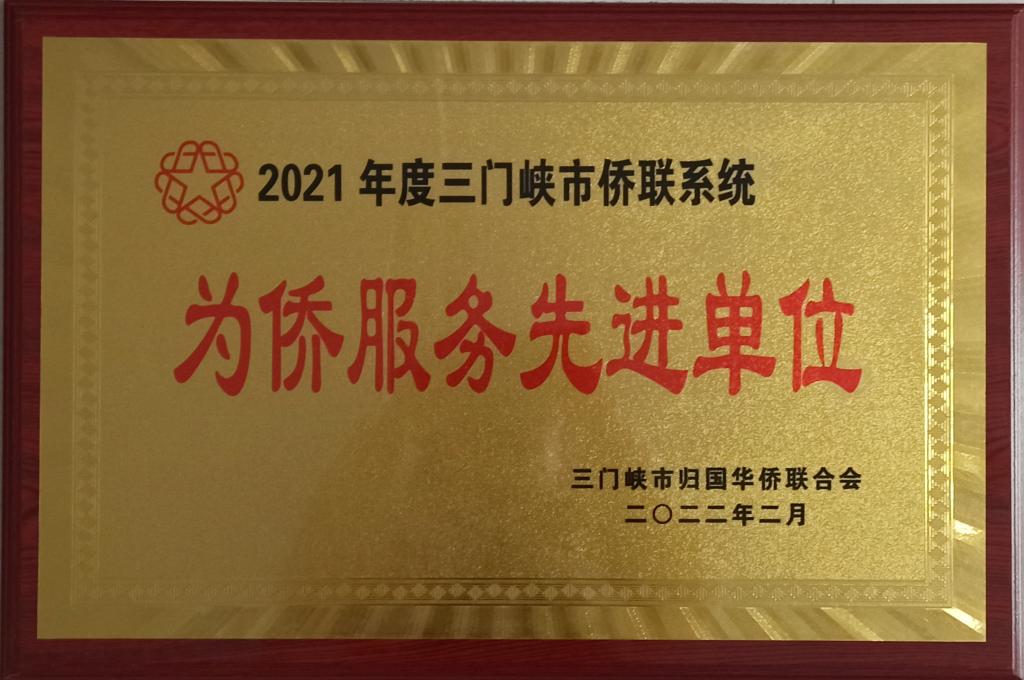 2021年度三门峡市侨联系统
为侨服务先进单位
三门峡市归国华侨联合会
二〇二二年二月